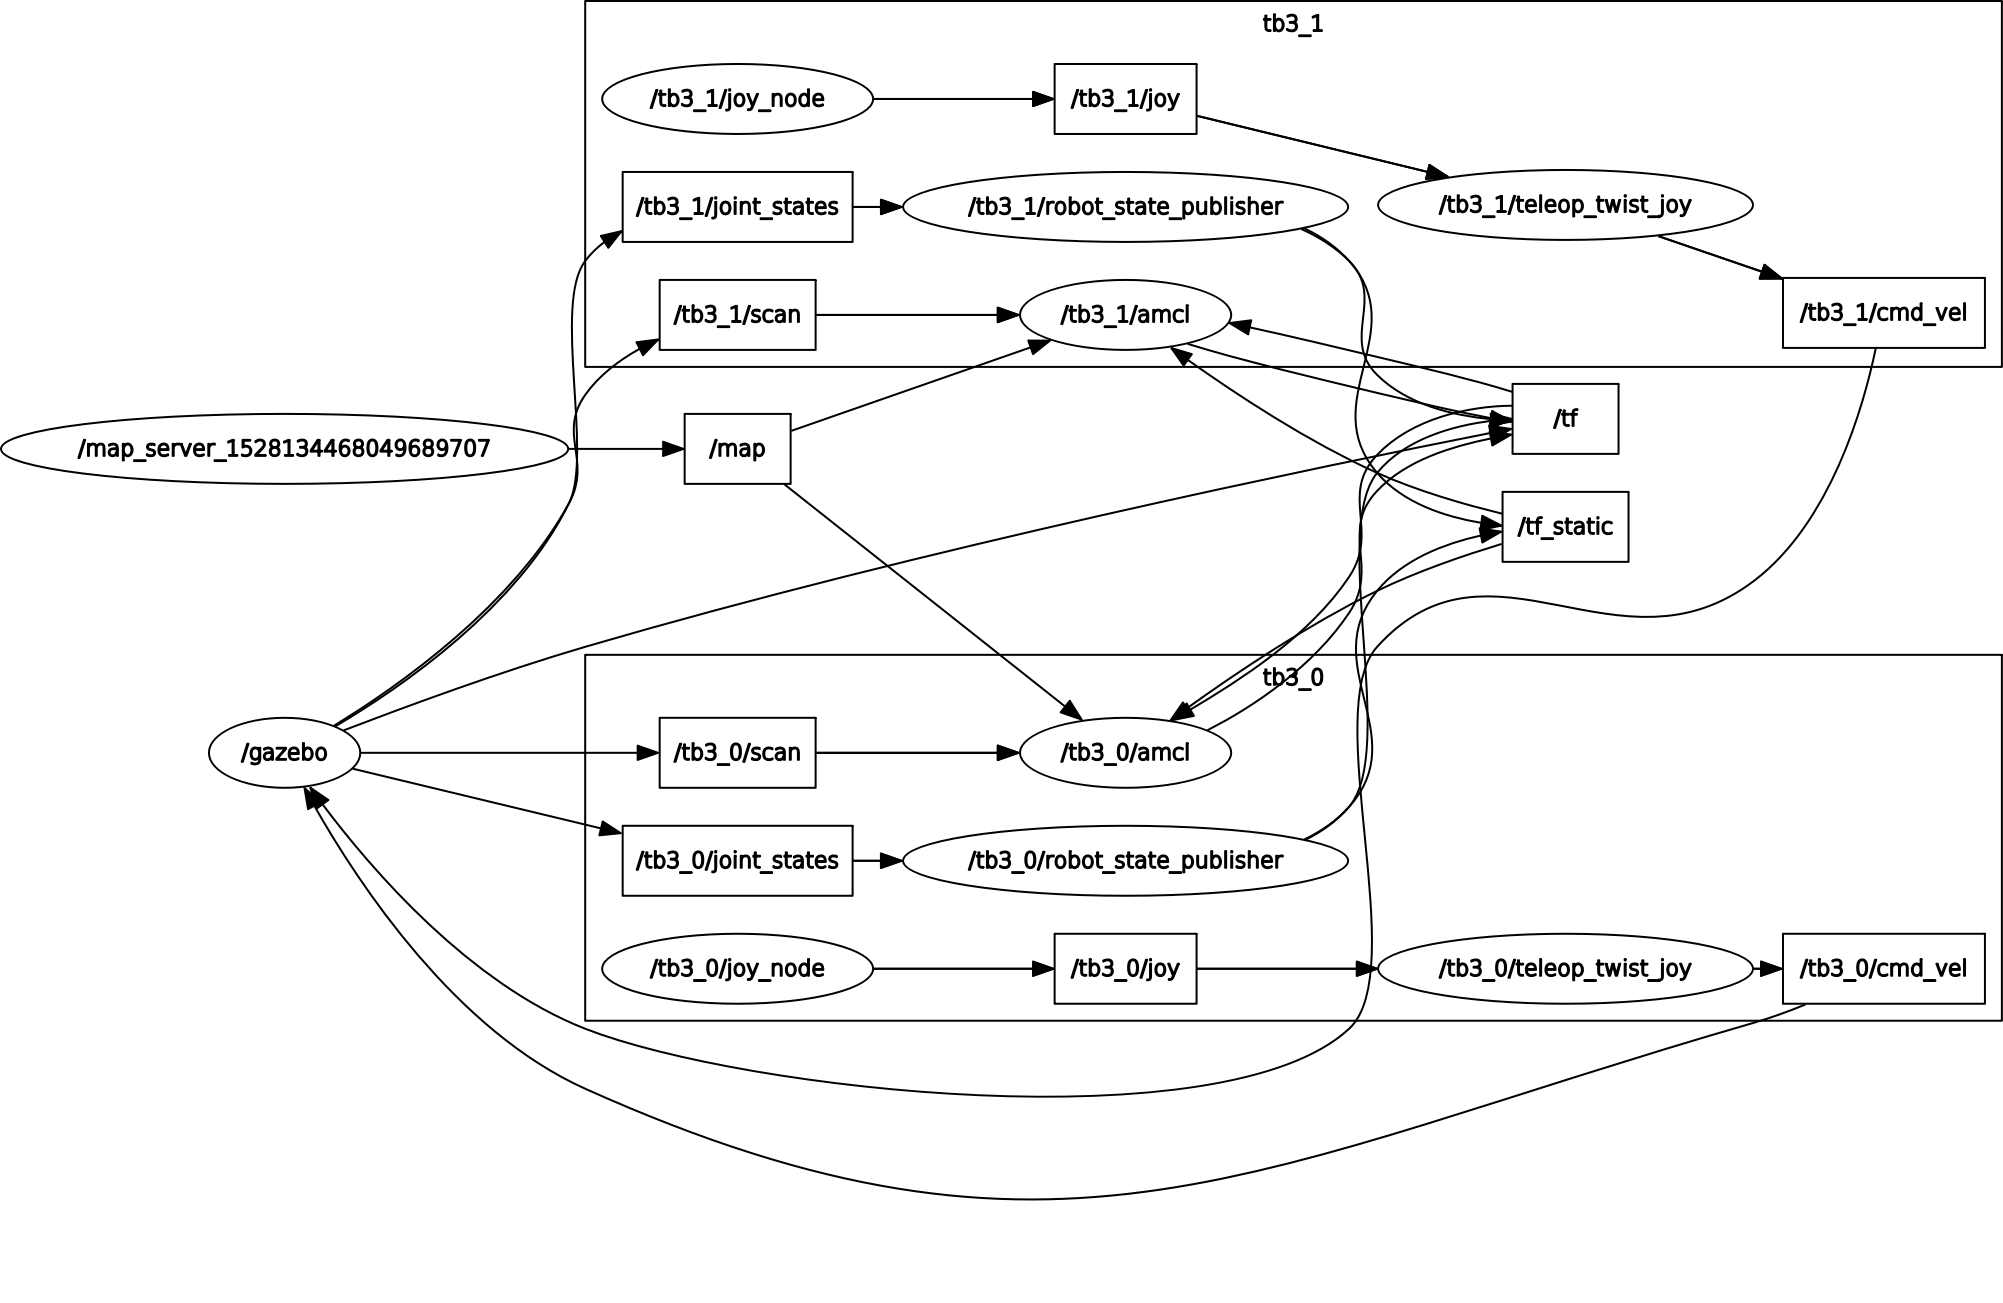 tb3_1
/tb3_1/joy_node
/tb3_1/joy
/tb3_1/joint_states
/tb3_1/robot_state_publisher
/tb3_1/teleop_twist_joy
/tb3_1/scan
/tb3_1/amcl
/tb3_1/cmd_vel
/tf
/map_server_1528134468049689707
/map
/tf_static
tb3_0
/gazebo
/tb3_0/scan
/tb3_0/amcl
/tb3_0/joint_states
/tb3_0/robot_state_publisher
/tb3_0/joy_node
/tb3_0/joy
/tb3_0/teleop_twist_joy
/tb3_0/cmd_vel